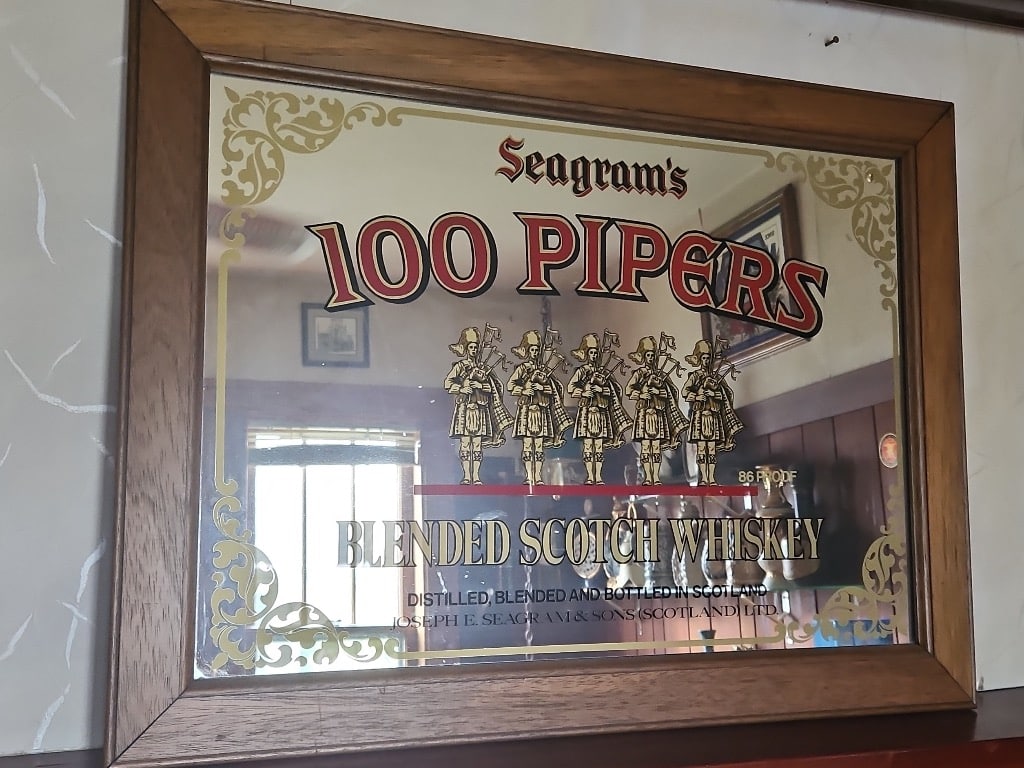 Seagram's
100 PIPERS
86 PROOF
BLENDED SCOTCH WHISKEY
DISTILLED, BLENDED AND BOTTLED IN SCOTLAND
JOSEPH E. SEAGRAM & SONS (SCOTLAND) LTD.